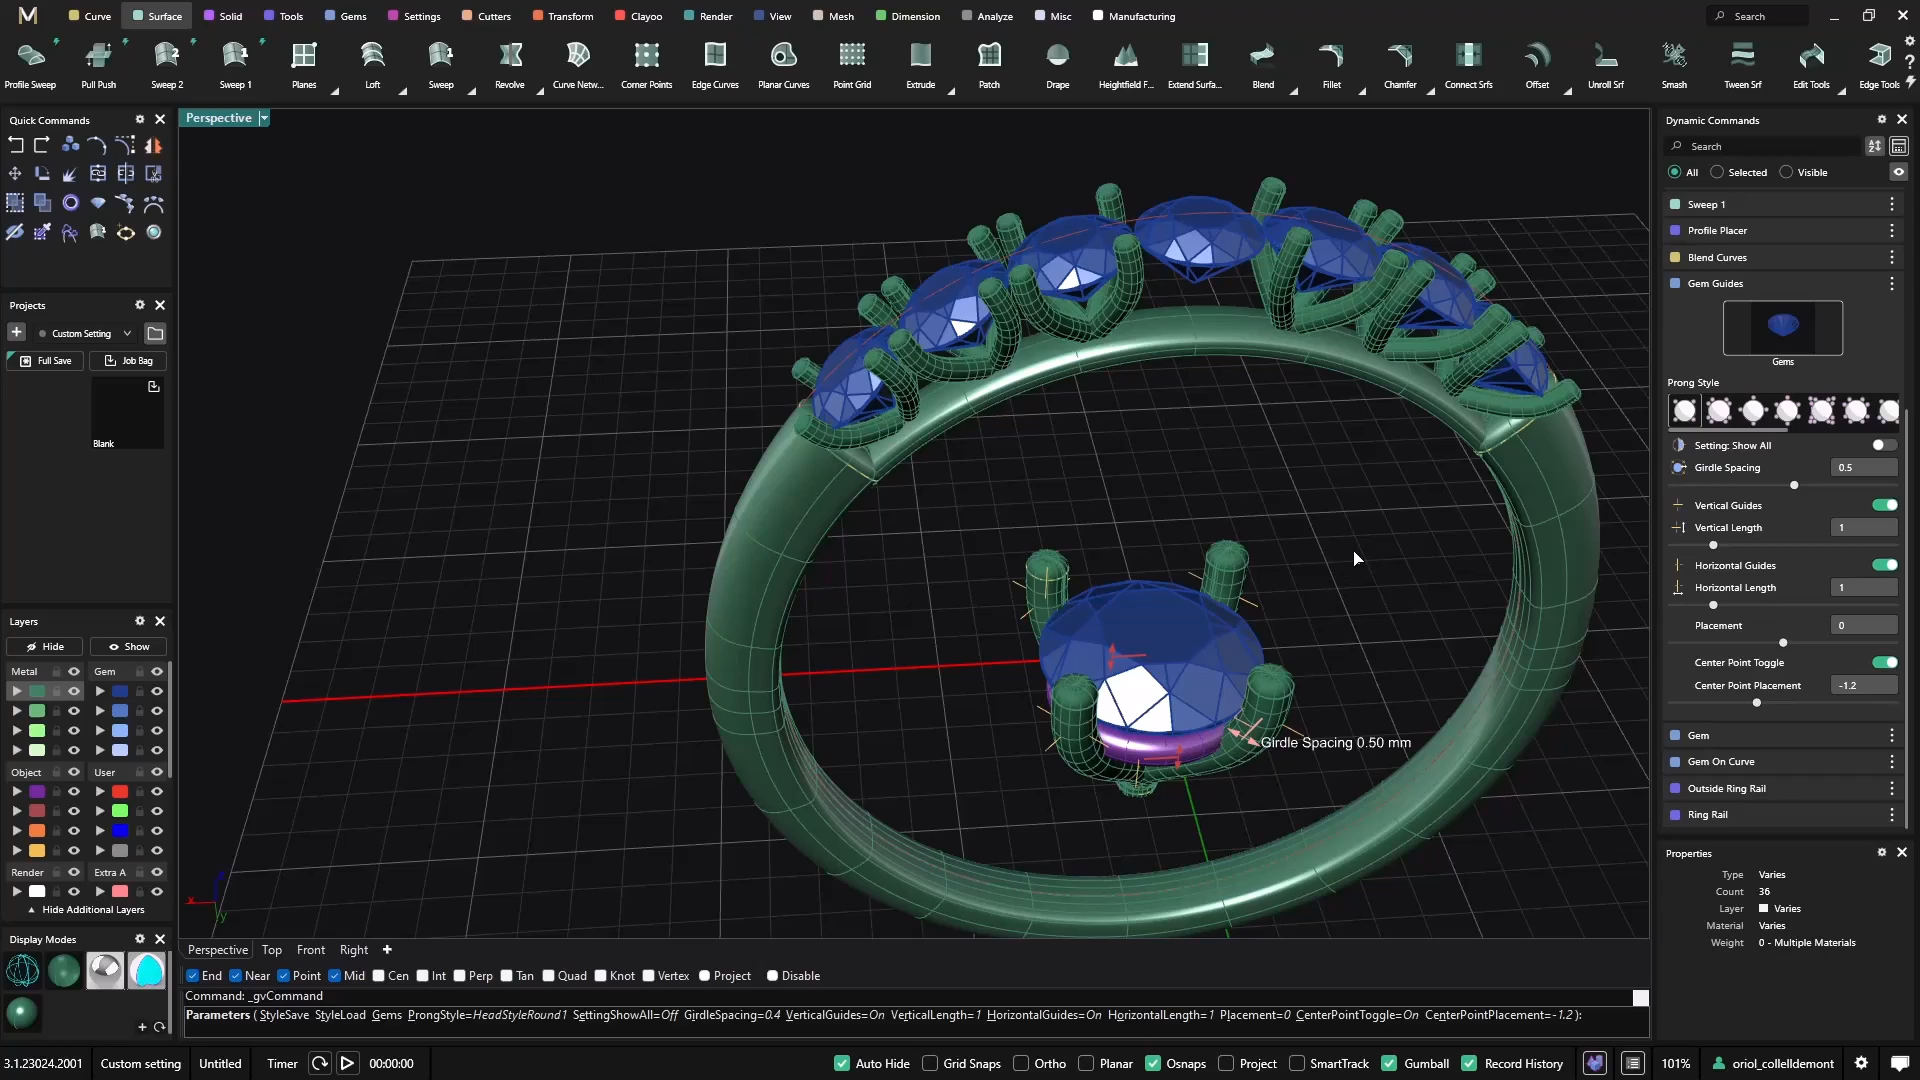 Curve Surface Solid Tools Gems Settings Cutters Transform Clayoo Render View Mesh Dimension Analyze Misc Manufacturing Search
Profile Sweep Pull Push Sweep 2 Sweep 1 Planes Loft Sweep Revolve Curve Netw... Corner Points Edge Curves Planar Curves Point Grid Extrude Patch Drape Heightfield F... Extend Surfa... Blend Fillet Chamfer Connect Srfs Offset Unroll Srf Smash Tween Srf Edit Tools Edge Tools
Quick Commands
Projects
Custom Setting
Full Save Job Bag
Blank
Layers
Hide Show
Metal Gem
Object User
Render Extra A
Hide Additional Layers
Display Modes
Perspective
Girdle Spacing 0.50 mm
Perspective Top Front Right
End Near Point Mid Cen Int Perp Tan Quad Knot Vertex Project Disable
Command: _gvCommand
Parameters ( StyleSave StyleLoad Gems ProngStyle=HeadStyleRound1 SettingShowAll=Off GirdleSpacing=0.4 VerticalGuides=On VerticalLength=1 HorizontalGuides=On HorizontalLength=1 Placement=0 CenterPointToggle=On CenterPointPlacement=-1.2 ):
Dynamic Commands
Search
All Selected Visible
Sweep 1
Profile Placer
Blend Curves
Gem Guides
Gems
Prong Style
Setting: Show All
Girdle Spacing 0.5
Vertical Guides
Vertical Length 1
Horizontal Guides
Horizontal Length 1
Placement 0
Center Point Toggle
Center Point Placement -1.2
Gem
Gem On Curve
Outside Ring Rail
Ring Rail
Properties
Type Varies
Count 36
Layer Varies
Material Varies
Weight 0 - Multiple Materials
3.1.23024.2001 Custom setting Untitled Timer 00:00:00 Auto Hide Grid Snaps Ortho Planar Osnaps Project SmartTrack Gumball Record History 101% oriol_collelldemont